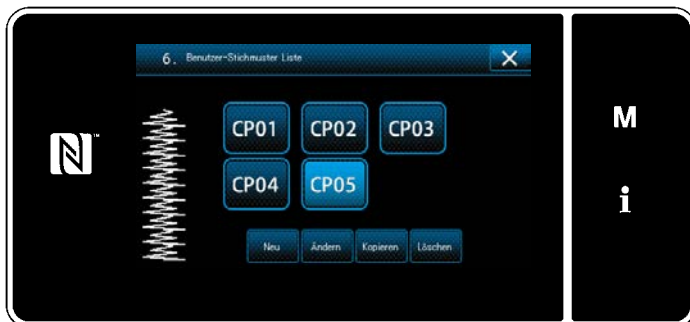 6. Benutzer-Stichmuster Liste
CP01 CP02 CP03
M
N
CP04 CP05
i
Neu Ändern Kopieren Löschen